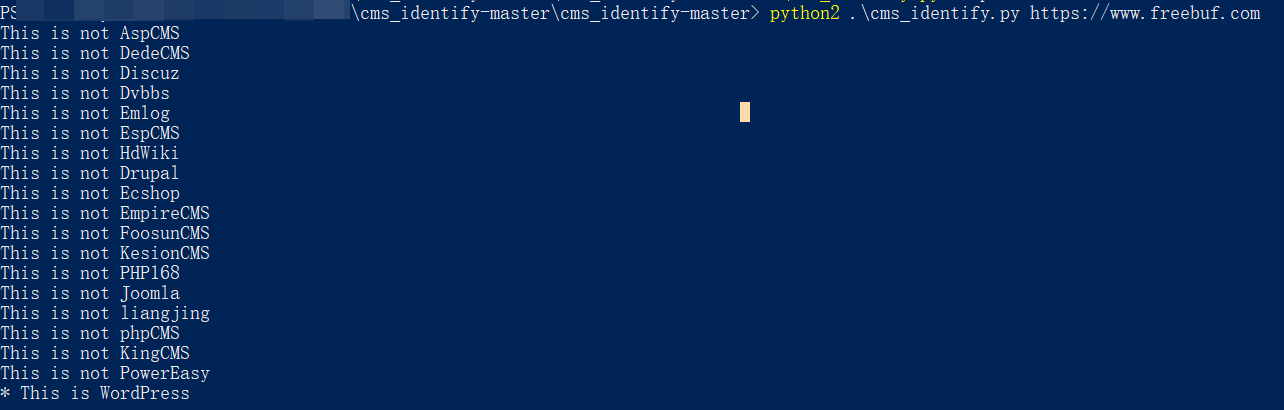 PS \cms_identify-master\cms_identify-master> python2 .\cms_identify.py https://www.freebuf.com
This is not AspCMS
This is not DedeCMS
This is not Discuz
This is not Dvbbs
This is not Emlog
This is not EspCMS
This is not HdWiki
This is not Drupal
This is not Ecshop
This is not EmpireCMS
This is not FoosunCMS
This is not KesionCMS
This is not PHP168
This is not Joomla
This is not liangjing
This is not phpCMS
This is not KingCMS
This is not PowerEasy
* This is WordPress